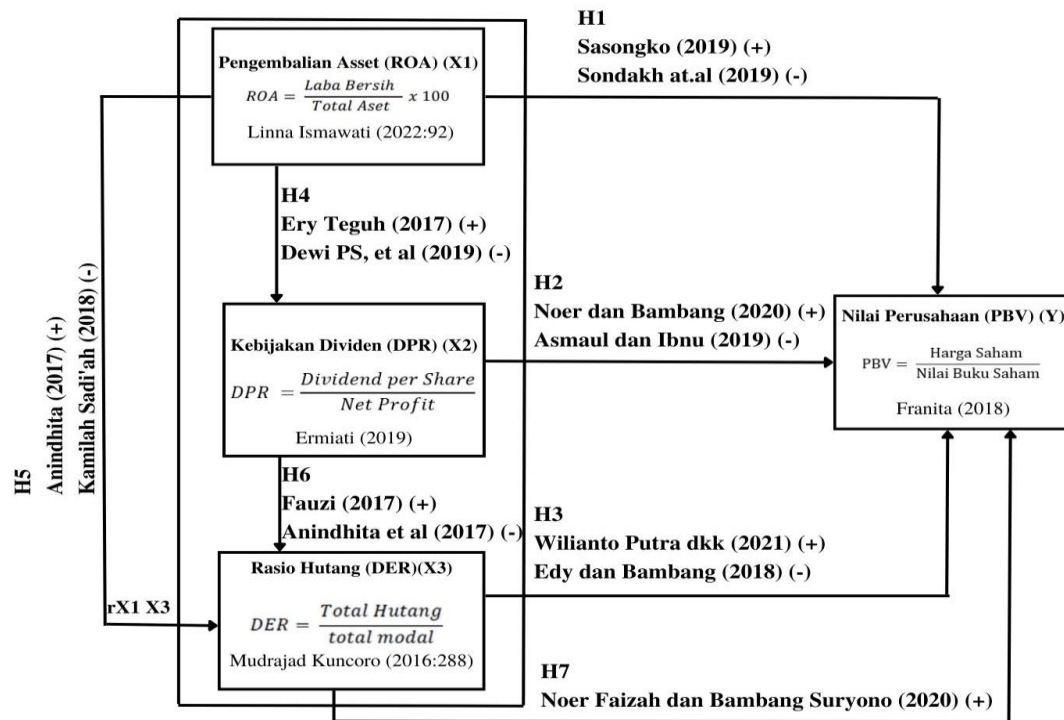 H1
Sasongko (2019) (+)
Sondakh at.al (2019) (-)
Pengembalian Asset (ROA) (X1)
ROA = Laba Bersih / Total Aset x 100
Linna Ismawati (2022:92)
H4
Ery Teguh (2017) (+)
Dewi PS, et al (2019) (-)
H2
Noer dan Bambang (2020) (+)
Asmaul dan Ibnu (2019) (-)
Kebijakan Dividen (DPR) (X2)
DPR = Dividend per Share / Net Profit
Ermiati (2019)
Nilai Perusahaan (PBV) (Y)
PBV = Harga Saham / Nilai Buku Saham
Franita (2018)
H5
Anindhita (2017) (+)
Kamilah Sadi'ah (2018) (-)
H6
Fauzi (2017) (+)
Anindhita et al (2017) (-)
H3
Wilianto Putra dkk (2021) (+)
Edy dan Bambang (2018) (-)
Rasio Hutang (DER)(X3)
DER = Total Hutang / total modal
Mudrajad Kuncoro (2016:288)
rX1 X3
H7
Noer Faizah dan Bambang Suryono (2020) (+)